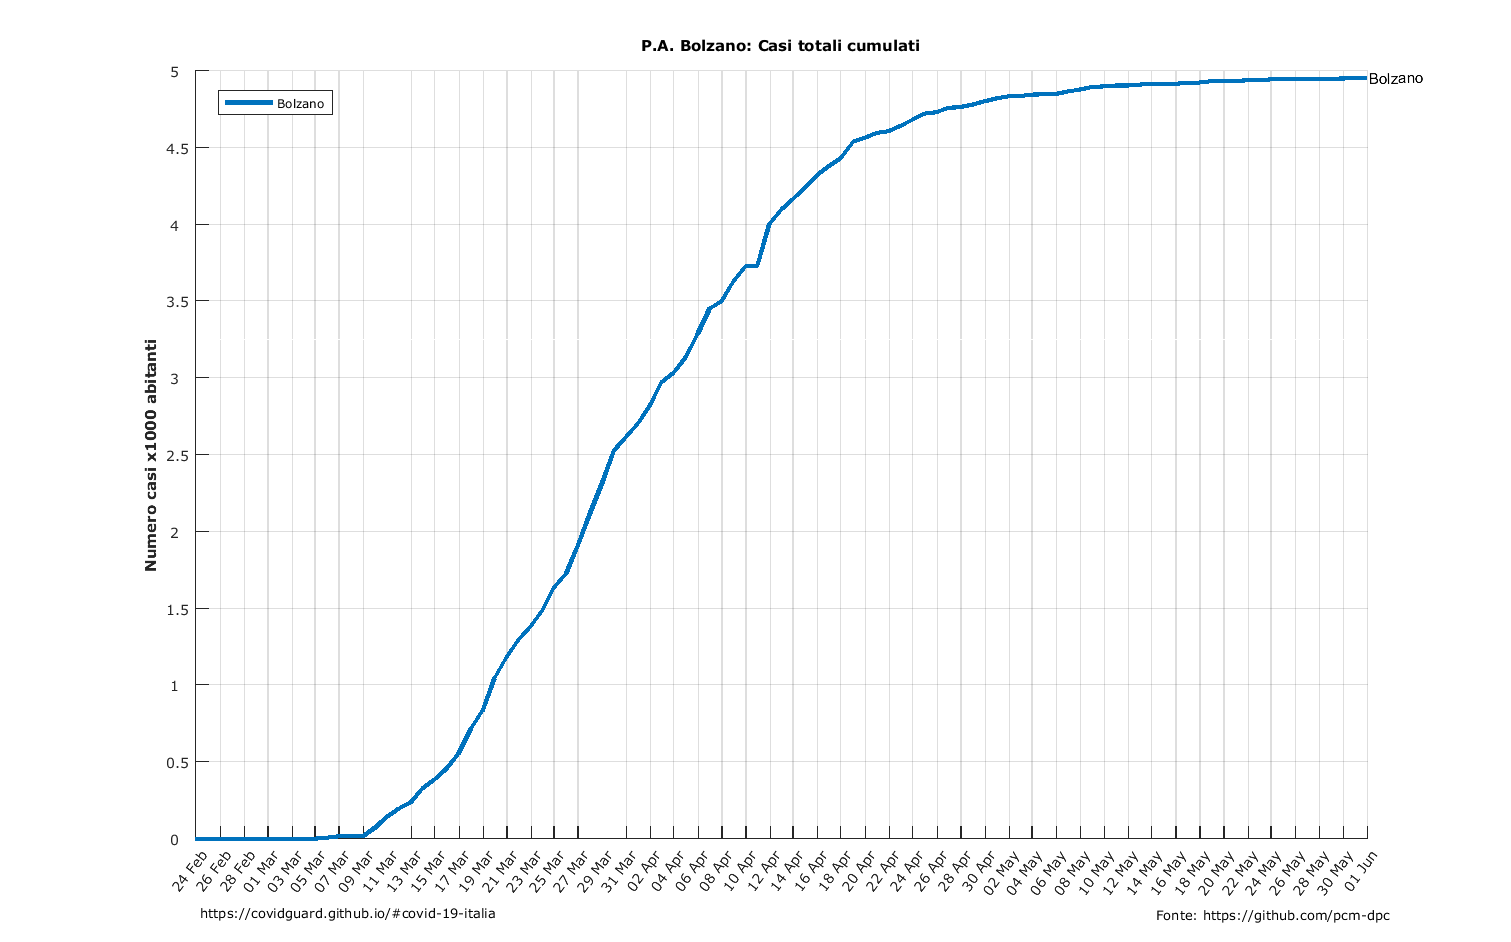 P.A. Bolzano: Casi totali cumulati
Bolzano
Bolzano
Numero casi x1000 abitanti
5
4.5
4
3.5
3
2.5
2
1.5
1
0.5
0
24 Feb
26 Feb
28 Feb
01 Mar
03 Mar
05 Mar
07 Mar
09 Mar
11 Mar
13 Mar
15 Mar
17 Mar
19 Mar
21 Mar
23 Mar
25 Mar
27 Mar
29 Mar
31 Mar
02 Apr
04 Apr
06 Apr
08 Apr
10 Apr
12 Apr
14 Apr
16 Apr
18 Apr
20 Apr
22 Apr
24 Apr
26 Apr
28 Apr
30 Apr
02 May
04 May
06 May
08 May
10 May
12 May
14 May
16 May
18 May
20 May
22 May
24 May
26 May
28 May
30 May
01 Jun
https://covidguard.github.io/#covid-19-italia
Fonte: https://github.com/pcm-dpc